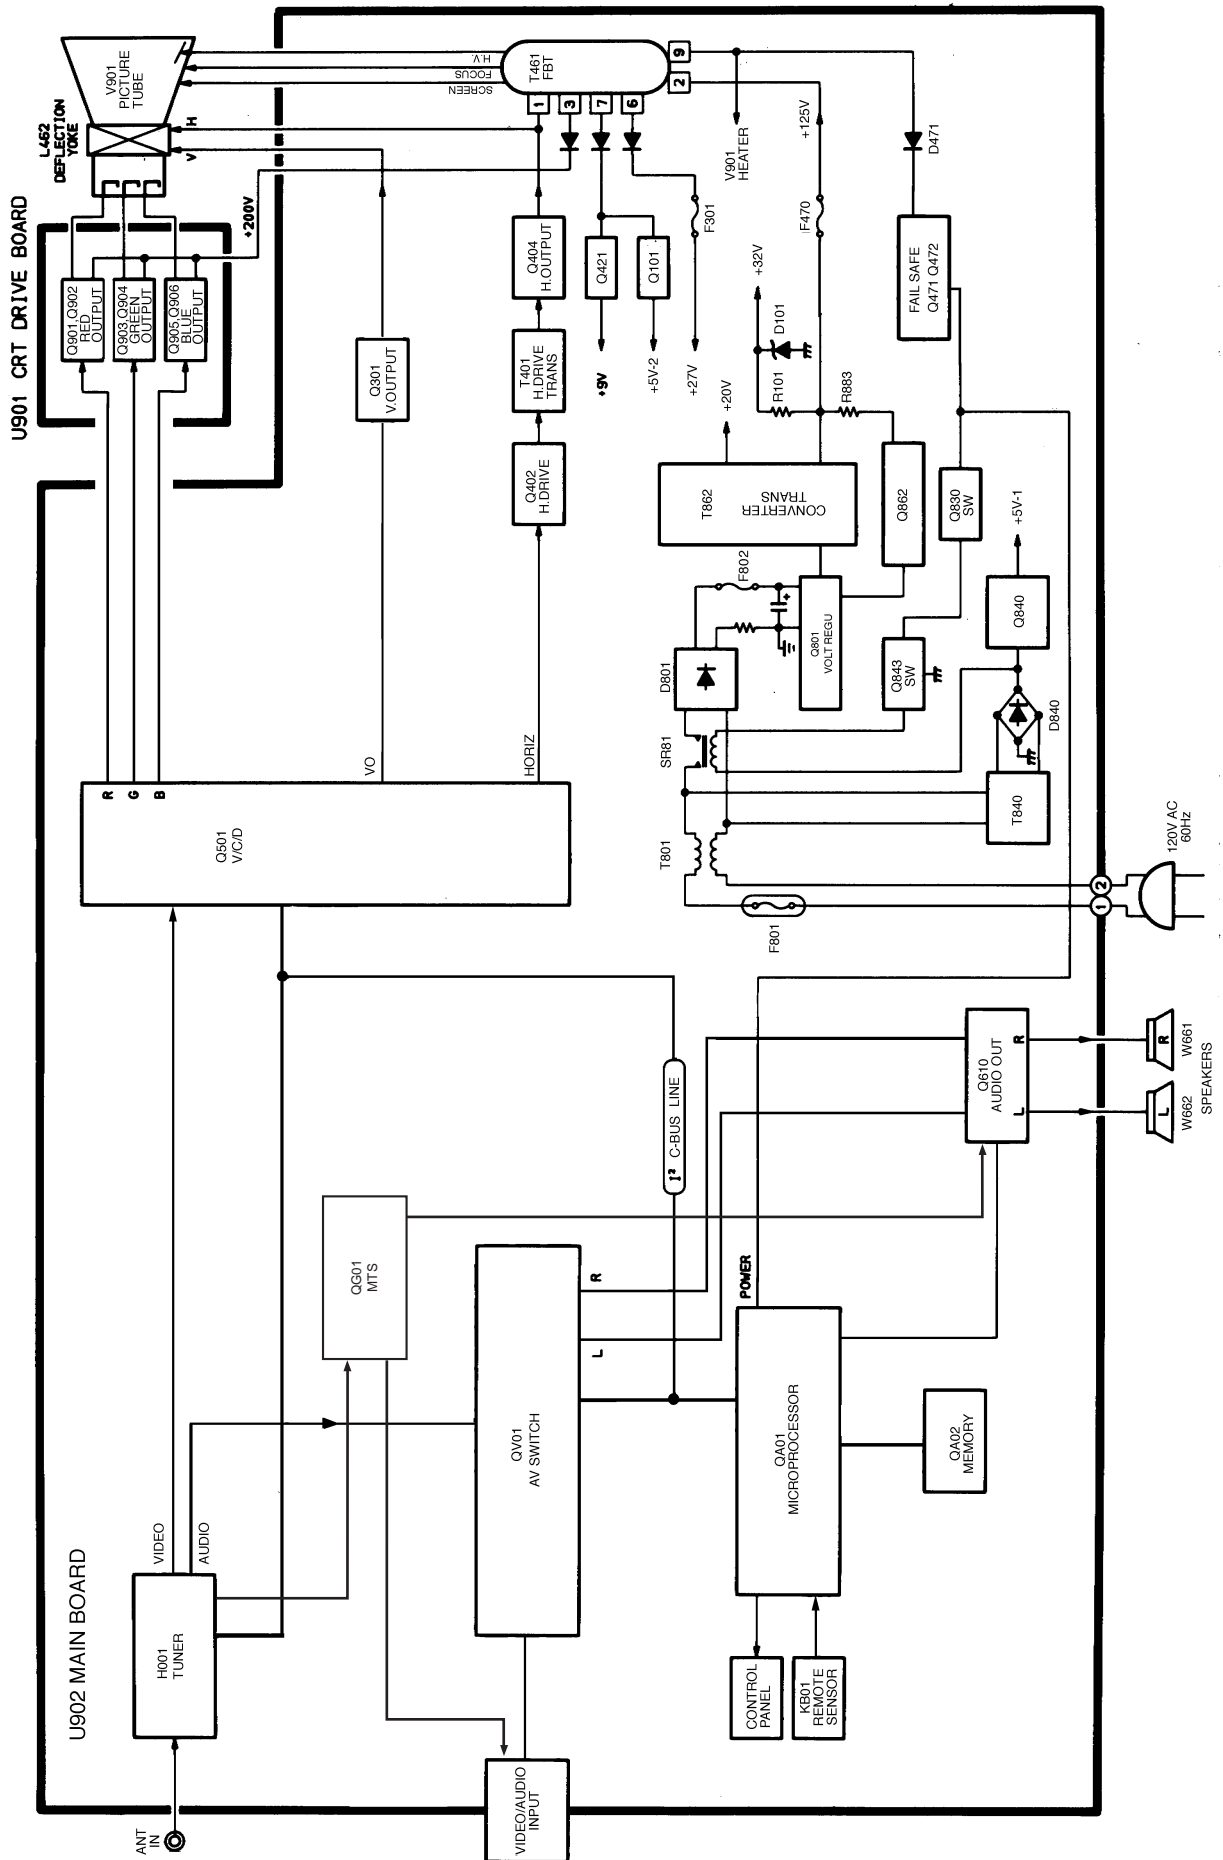 U901 CRT DRIVE BOARD
L462
DEFLECTION
YOKE
V901
PICTURE
TUBE
H.V.
FOCUS
SCREEN
H
V
+200V
Q901,Q902
RED
OUTPUT
Q903,Q904
GREEN
OUTPUT
Q905,Q906
BLUE
OUTPUT
T461
FBT
1
3
7
6
2
9
Q301
V.OUTPUT
Q404
H.OUTPUT
T401
H.DRIVE
TRANS
Q402
H.DRIVE
Q421
+9V
Q101
+5V-2
F301
+27V
V901
HEATER
+125V
F470
D471
FAIL SAFE
Q471 Q472
+32V
D101
R101
R883
+20V
T862
CONVERTER
TRANS
Q862
Q830
SW
+5V-1
F802
Q801
VOLT REGU
D801
Q843
SW
Q840
D840
SR81
T840
T801
F801
1
2
120V AC
60Hz
R
G
B
VO
HORIZ
Q501
V/C/D
I² C-BUS LINE
Q610
AUDIO OUT
L
R
R
W661
L
W662
SPEAKERS
QG01
MTS
QV01
AV SWITCH
R
L
POWER
QA01
MICROPROCESSOR
QA02
MEMORY
CONTROL
PANEL
KB01
REMOTE
SENSOR
VIDEO
AUDIO
H001
TUNER
U902 MAIN BOARD
ANT
IN
VIDEO/AUDIO
INPUT